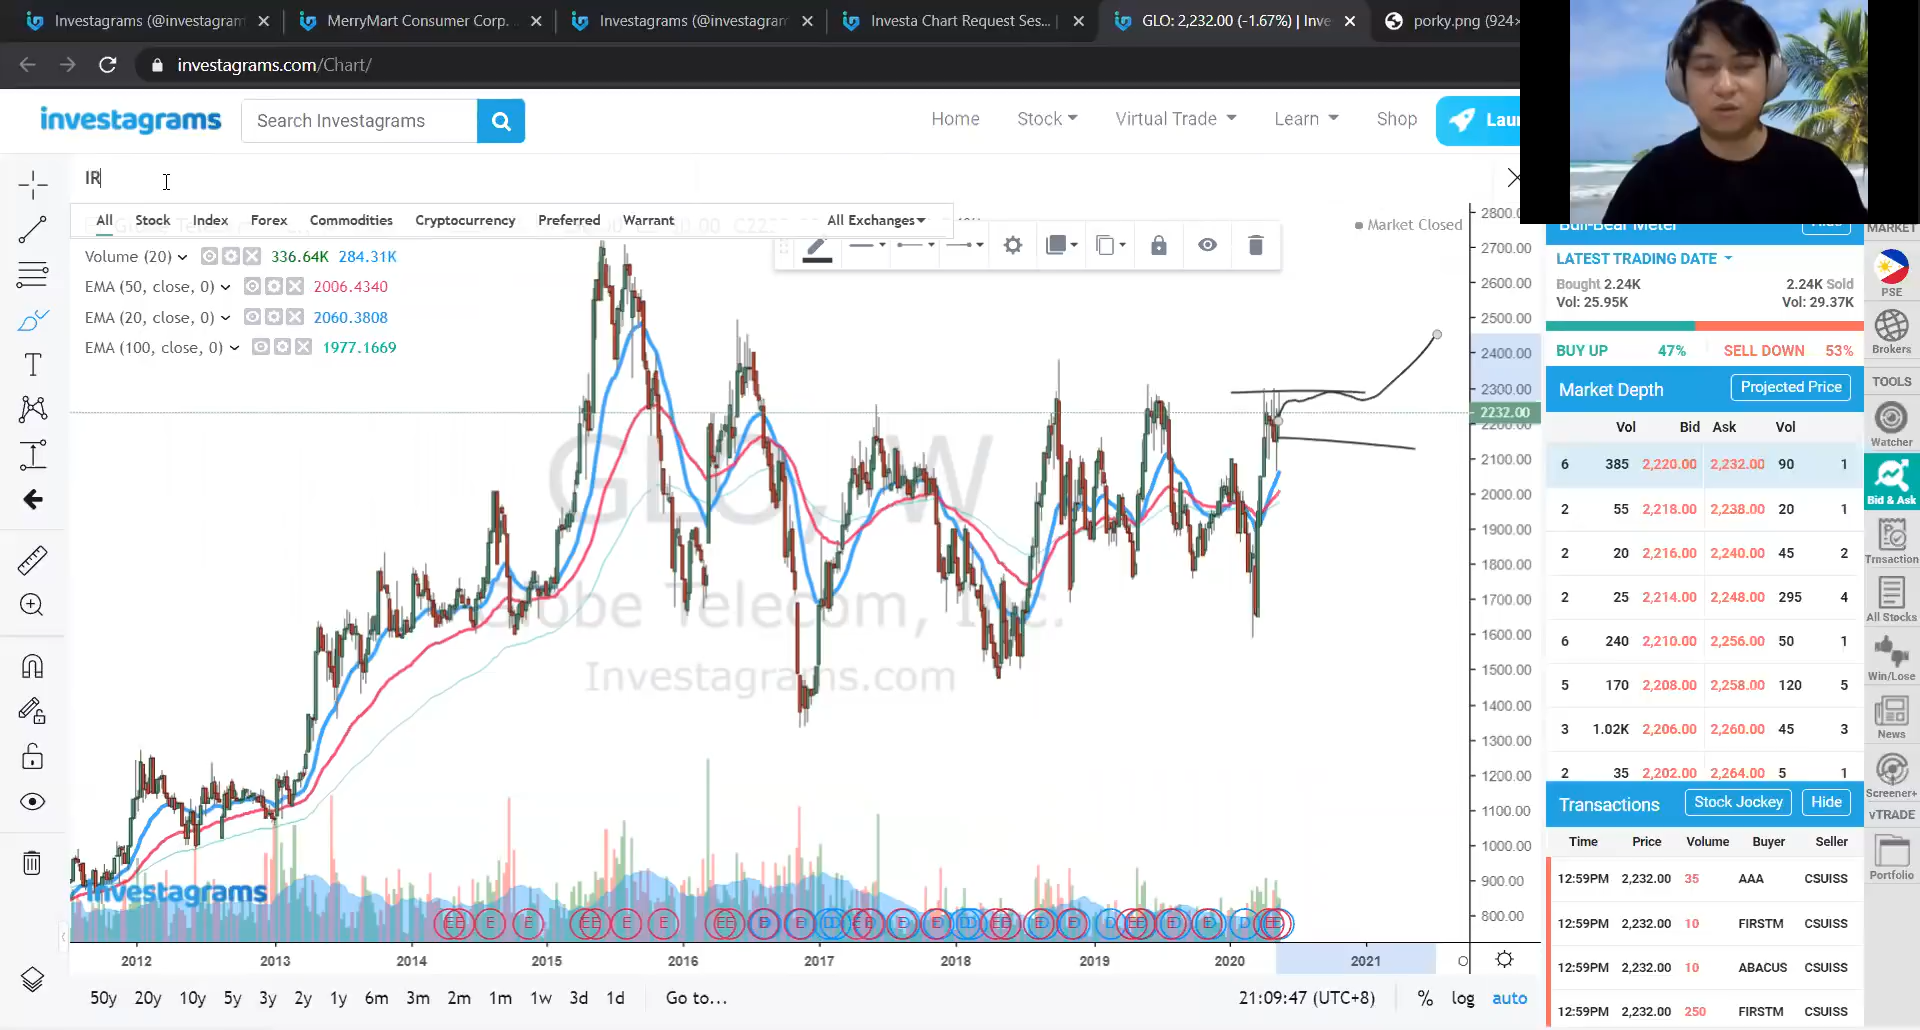 Investagrams (@investagram
MerryMart Consumer Corp.
Investagrams (@investagram
Investa Chart Request Ses...
GLO: 2,232.00 (-1.67%) | Inve
porky.png (924×
investagrams.com/Chart/
investagrams
Search Investagrams
Home
Stock
Virtual Trade
Learn
Shop
Lau
IR
All
Stock
Index
Forex
Commodities
Cryptocurrency
Preferred
Warrant
All Exchanges
Market Closed
Volume (20)
336.64K
284.31K
EMA (50, close, 0)
2006.4340
EMA (20, close, 0)
2060.3808
EMA (100, close, 0)
1977.1669
GLO, W
Globe Telecom, Inc.
Investagrams.com
investagrams
2800.00
2700.00
2600.00
2500.00
2400.00
2300.00
2232.00
2200.00
2100.00
2000.00
1900.00
1800.00
1700.00
1600.00
1500.00
1400.00
1300.00
1200.00
1100.00
1000.00
900.00
800.00
2012
2013
2014
2015
2016
2017
2018
2019
2020
2021
50y
20y
10y
5y
3y
2y
1y
6m
3m
2m
1m
1w
3d
1d
Go to...
21:09:47 (UTC+8)
%
log
auto
Bull-Bear Meter
Hide
LATEST TRADING DATE
Bought 2.24K
2.24K Sold
Vol: 25.95K
Vol: 29.37K
BUY UP
47%
SELL DOWN
53%
Market Depth
Projected Price
Vol Bid Ask Vol
6 385 2,220.00 2,232.00 90 1
2 55 2,218.00 2,238.00 20 1
2 20 2,216.00 2,240.00 45 2
2 25 2,214.00 2,248.00 295 4
6 240 2,210.00 2,256.00 50 1
5 170 2,208.00 2,258.00 120 5
3 1.02K 2,206.00 2,260.00 45 3
2 35 2,202.00 2,264.00 5 1
Transactions
Stock Jockey
Hide
Time Price Volume Buyer Seller
12:59PM 2,232.00 35 AAA CSUISS
12:59PM 2,232.00 10 FIRSTM CSUISS
12:59PM 2,232.00 10 ABACUS CSUISS
12:59PM 2,232.00 250 FIRSTM CSUISS
MARKET
PSE
Brokers
TOOLS
Watcher
Bid & Ask
Trnsaction
All Stocks
Win/Lose
News
Screener+
vTRADE
Portfolio